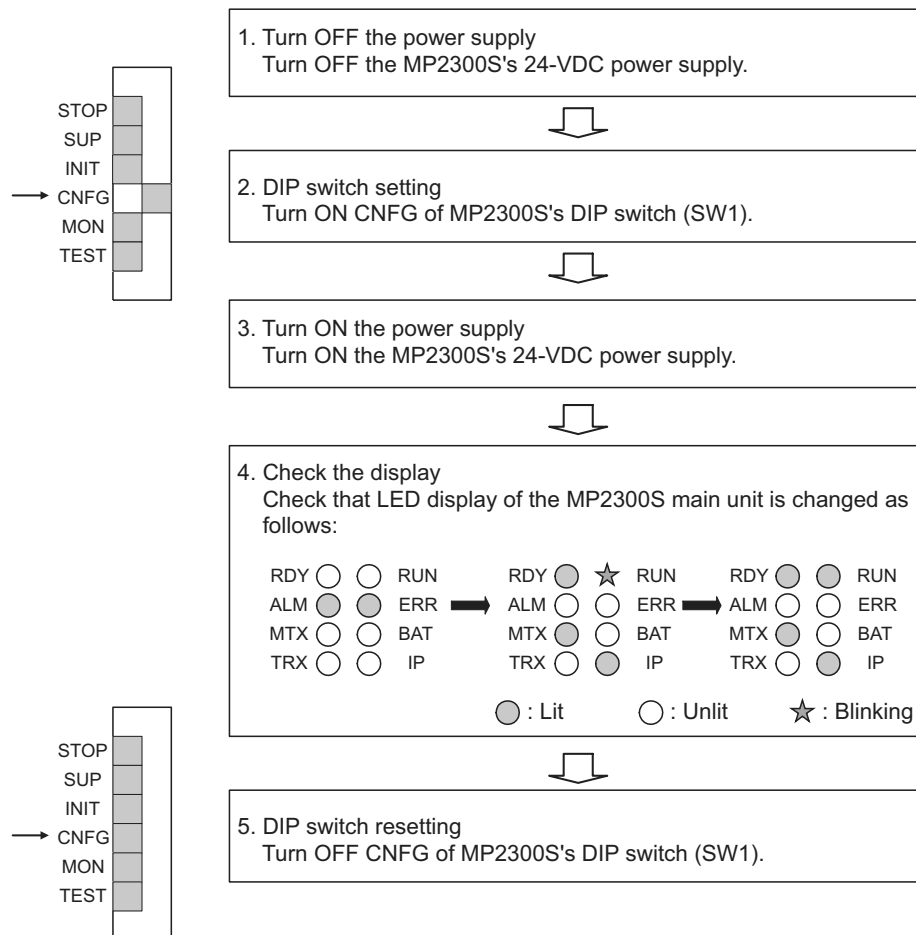 1. Turn OFF the power supply
Turn OFF the MP2300S's 24-VDC power supply.
STOP
SUP
INIT
CNFG
MON
TEST
2. DIP switch setting
Turn ON CNFG of MP2300S's DIP switch (SW1).
3. Turn ON the power supply
Turn ON the MP2300S's 24-VDC power supply.
4. Check the display
Check that LED display of the MP2300S main unit is changed as
follows:
RDY RUN RDY RUN RDY RUN
ALM ERR ALM ERR ALM ERR
MTX BAT MTX BAT MTX BAT
TRX IP TRX IP TRX IP
: Lit : Unlit : Blinking
STOP
SUP
INIT
CNFG
MON
TEST
5. DIP switch resetting
Turn OFF CNFG of MP2300S's DIP switch (SW1).